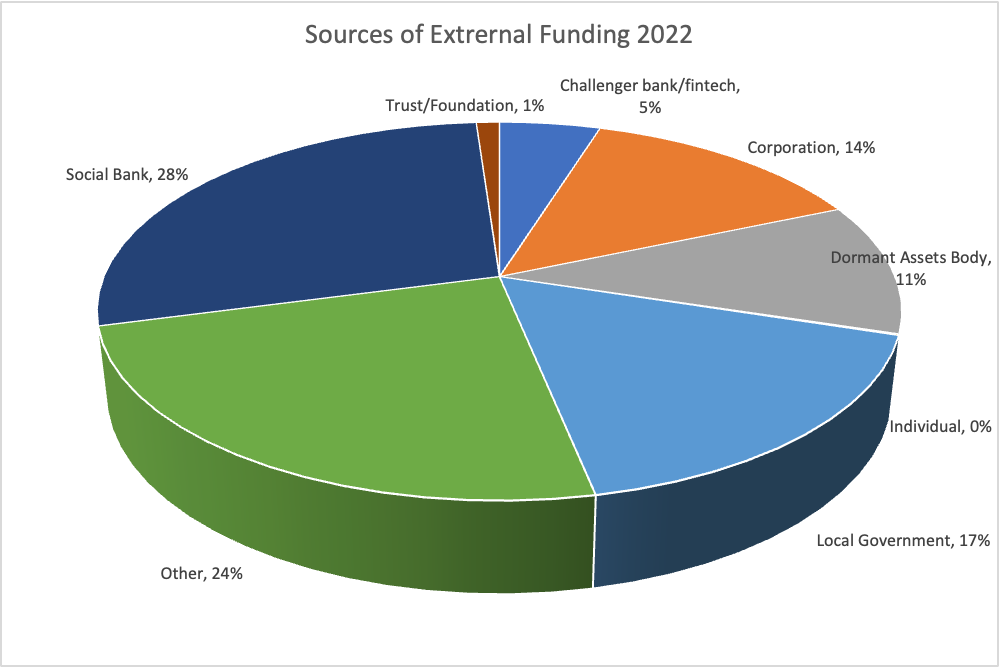 Sources of Extrernal Funding 2022
Challenger bank/fintech,
5%
Trust/Foundation, 1%
Corporation, 14%
Social Bank, 28%
Dormant Assets Body,
11%
Individual, 0%
Local Government, 17%
Other, 24%